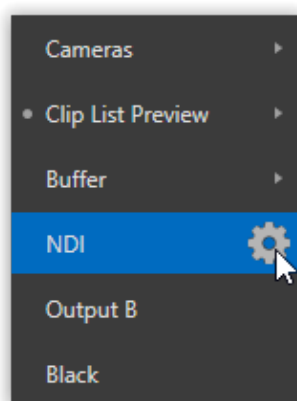 Cameras
Clip List Preview
Buffer
NDI
Output B
Black